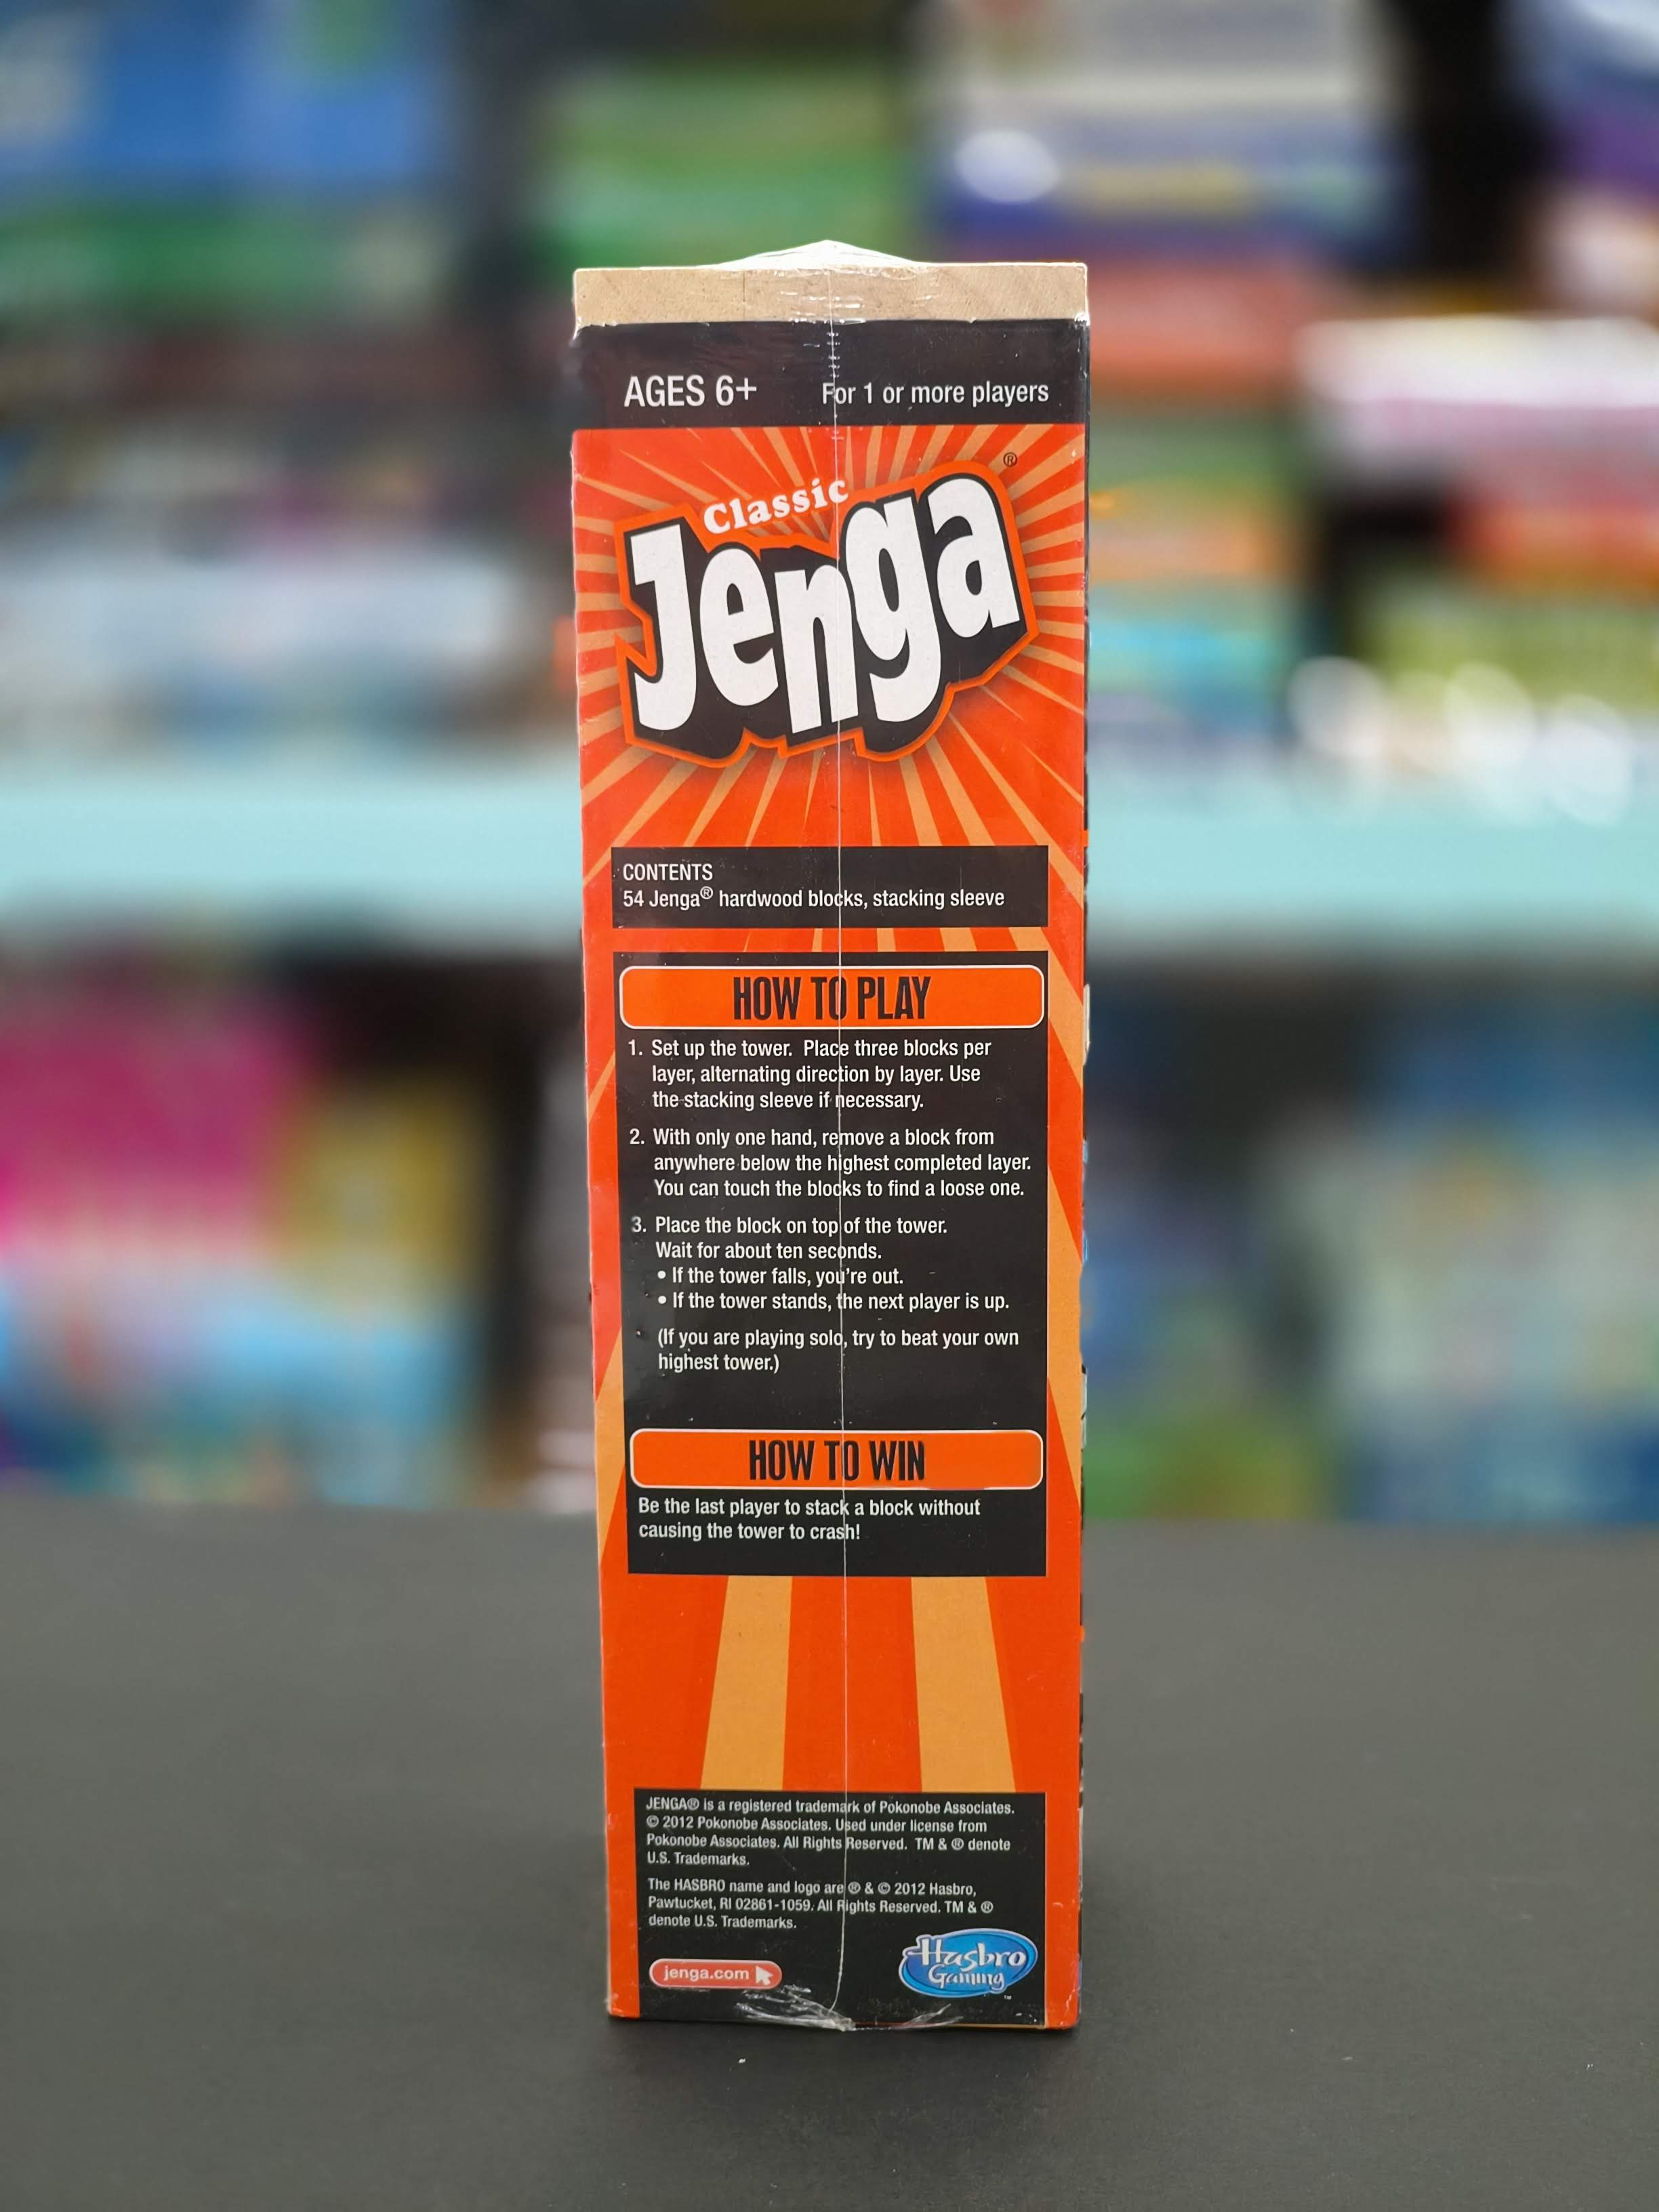 AGES 6+ For 1 or more players
Classic
Jenga®
CONTENTS
54 Jenga® hardwood blocks, stacking sleeve
HOW TO PLAY
1. Set up the tower. Place three blocks per
layer, alternating direction by layer. Use
the stacking sleeve if necessary.
2. With only one hand, remove a block from
anywhere below the highest completed layer.
You can touch the blocks to find a loose one.
3. Place the block on top of the tower.
Wait for about ten seconds.
• If the tower falls, you're out.
• If the tower stands, the next player is up.
(If you are playing solo, try to beat your own
highest tower.)
HOW TO WIN
Be the last player to stack a block without
causing the tower to crash!
JENGA® is a registered trademark of Pokonobe Associates.
© 2012 Pokonobe Associates. Used under license from
Pokonobe Associates. All Rights Reserved. TM & ® denote
U.S. Trademarks.
The HASBRO name and logo are ® & © 2012 Hasbro,
Pawtucket, RI 02861-1059. All Rights Reserved. TM & ®
denote U.S. Trademarks.
jenga.com
Hasbro
Gaming
TM